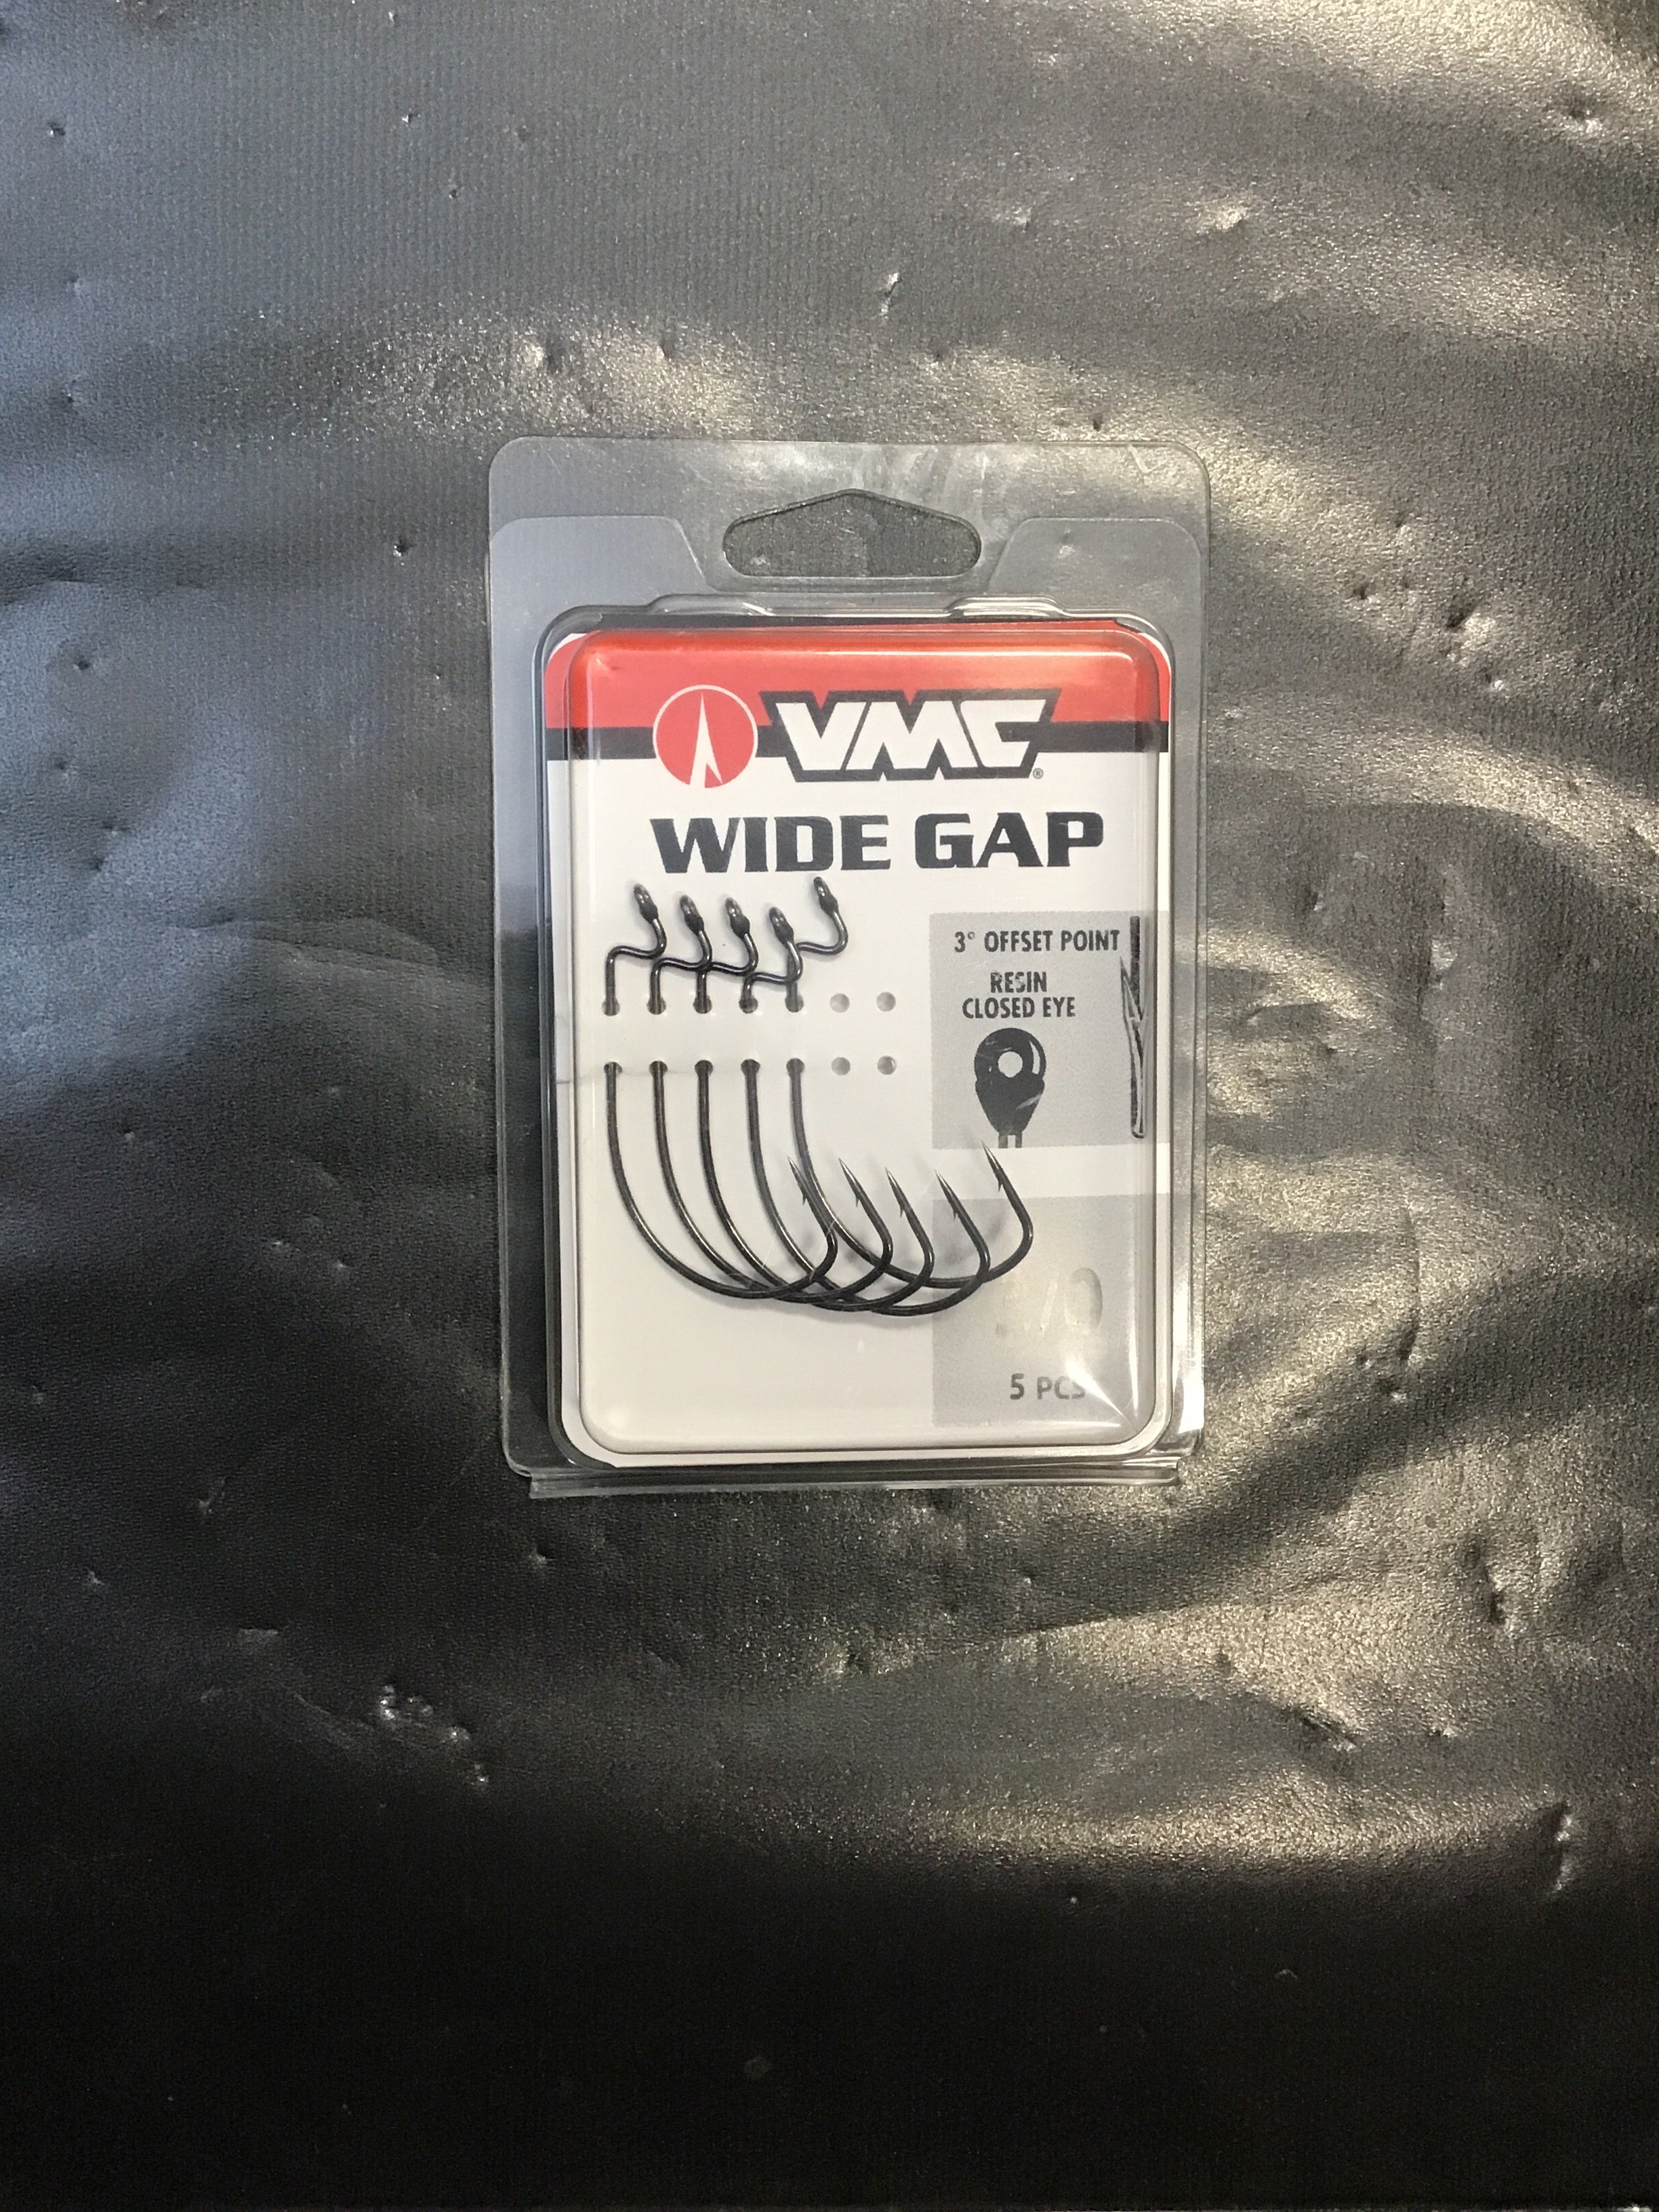 VMC®
WIDE GAP
3° OFFSET POINT
RESIN
CLOSED EYE
5 PCS